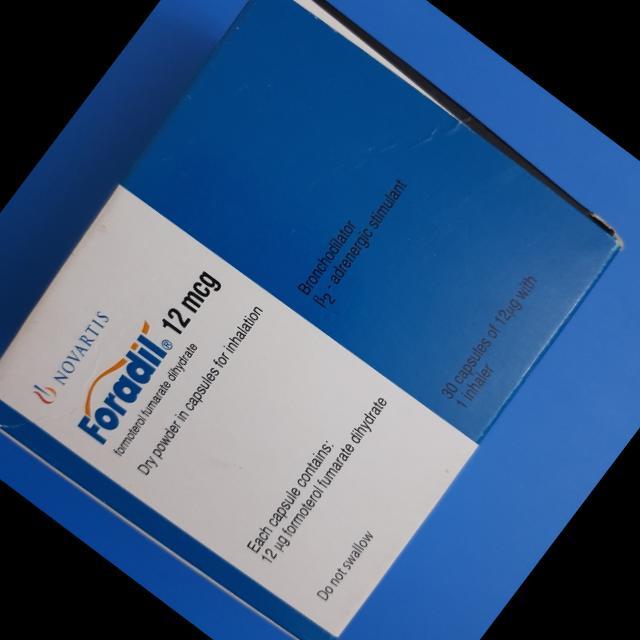 NOVARTIS
Foradil® 12 mcg
formoterol fumarate dihydrate
Dry powder in capsules for inhalation
Bronchodilator
β2 - adrenergic stimulant
Each capsule contains:
12 µg formoterol fumarate dihydrate
Do not swallow
30 capsules of 12µg with
1 inhaler